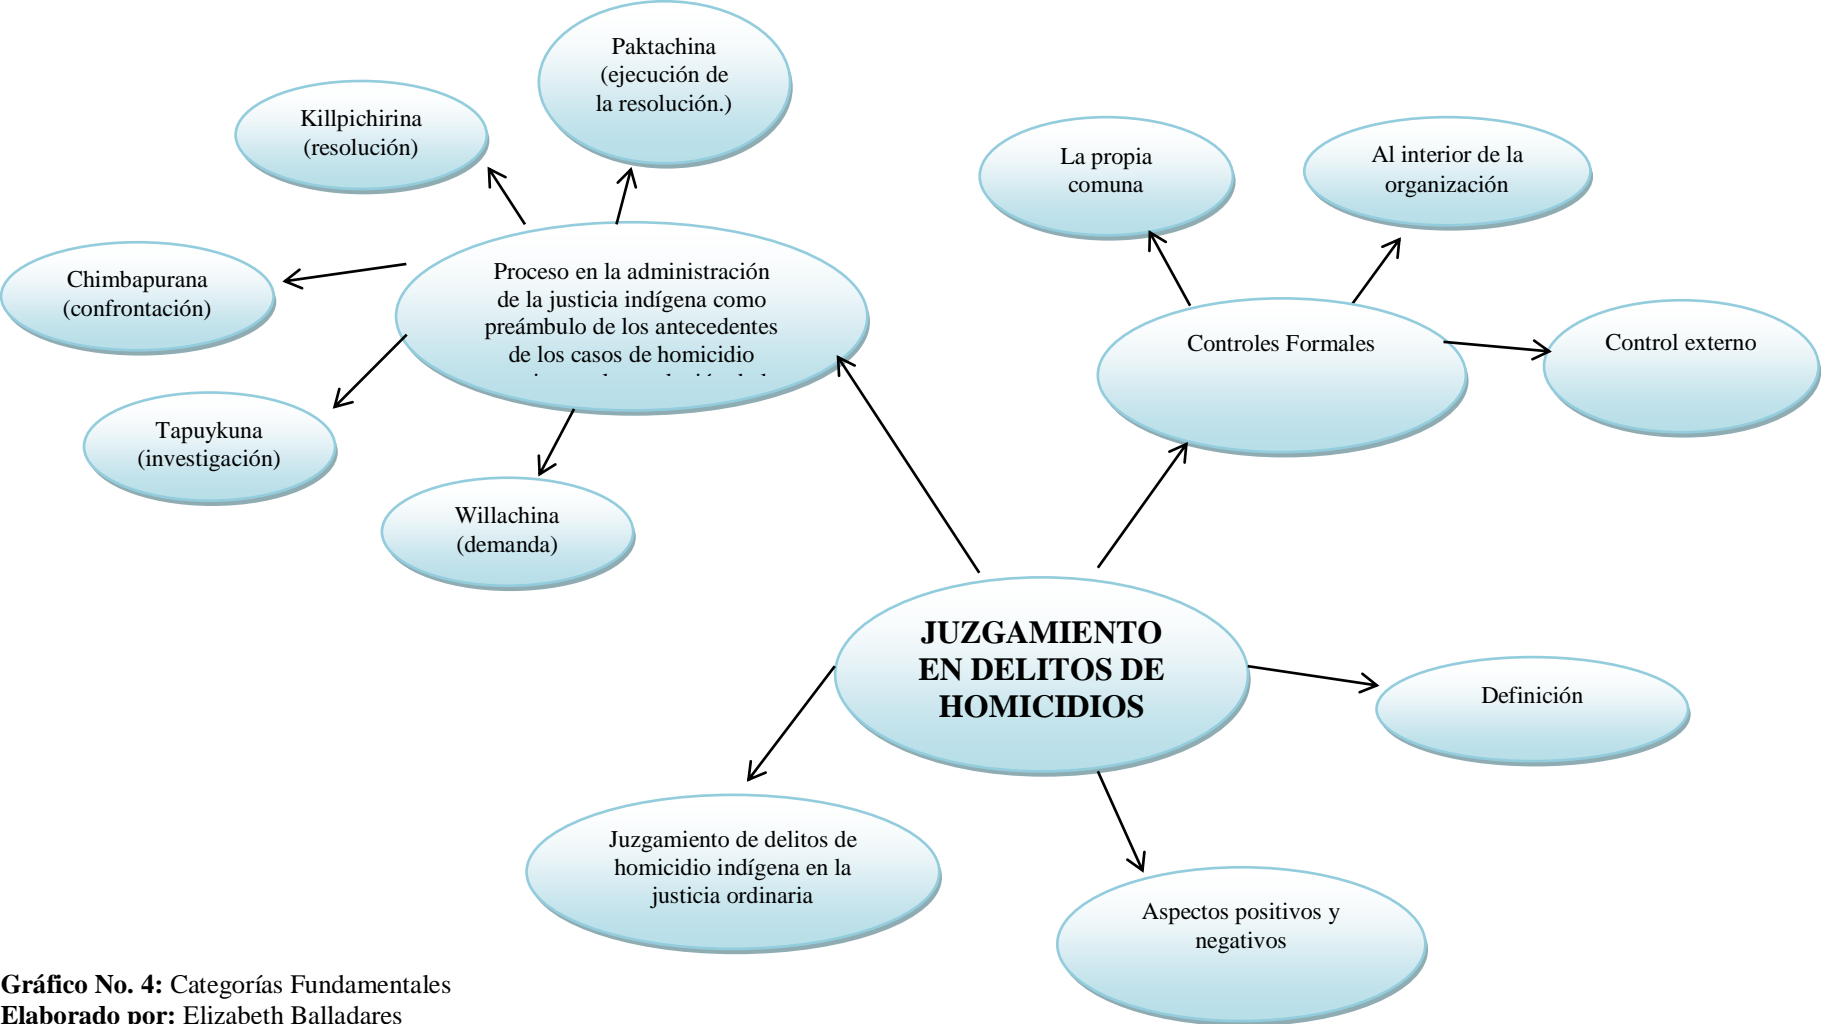 Paktachina
(ejecución de
la resolución.)
Killpichirina
(resolución)
La propia
comuna
Al interior de la
organización
Chimbapurana
(confrontación)
Proceso en la administración
de la justicia indígena como
preámbulo de los antecedentes
de los casos de homicidio
Controles Formales
Control externo
Tapuykuna
(investigación)
Willachina
(demanda)
JUZGAMIENTO
EN DELITOS DE
HOMICIDIOS
Definición
Juzgamiento de delitos de
homicidio indígena en la
justicia ordinaria
Aspectos positivos y
negativos
Gráfico No. 4: Categorías Fundamentales
Elaborado por: Elizabeth Balladares